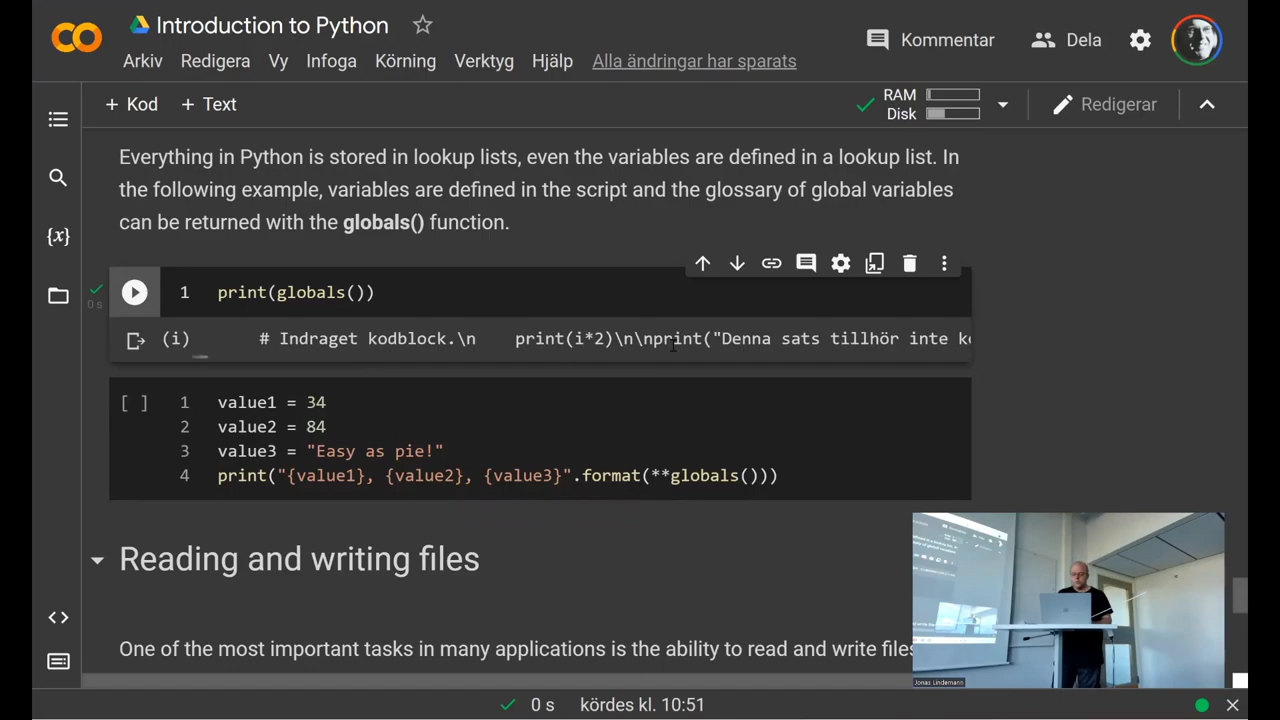 Introduction to Python
Kommentar
Dela
Arkiv Redigera Vy Infoga Körning Verktyg Hjälp Alla ändringar har sparats
+ Kod + Text
RAM
Disk
Redigerar
Everything in Python is stored in lookup lists, even the variables are defined in a lookup list. In
the following example, variables are defined in the script and the glossary of global variables
can be returned with the globals() function.
0 s
1 print(globals())
(i) # Indraget kodblock.\n print(i*2)\n\nprint("Denna sats tillhör inte ko
[ ] 1 value1 = 34
2 value2 = 84
3 value3 = "Easy as pie!"
4 print("{value1}, {value2}, {value3}".format(**globals()))
Reading and writing files
One of the most important tasks in many applications is the ability to read and write files
Jonas Lindemann
0 s kördes kl. 10:51